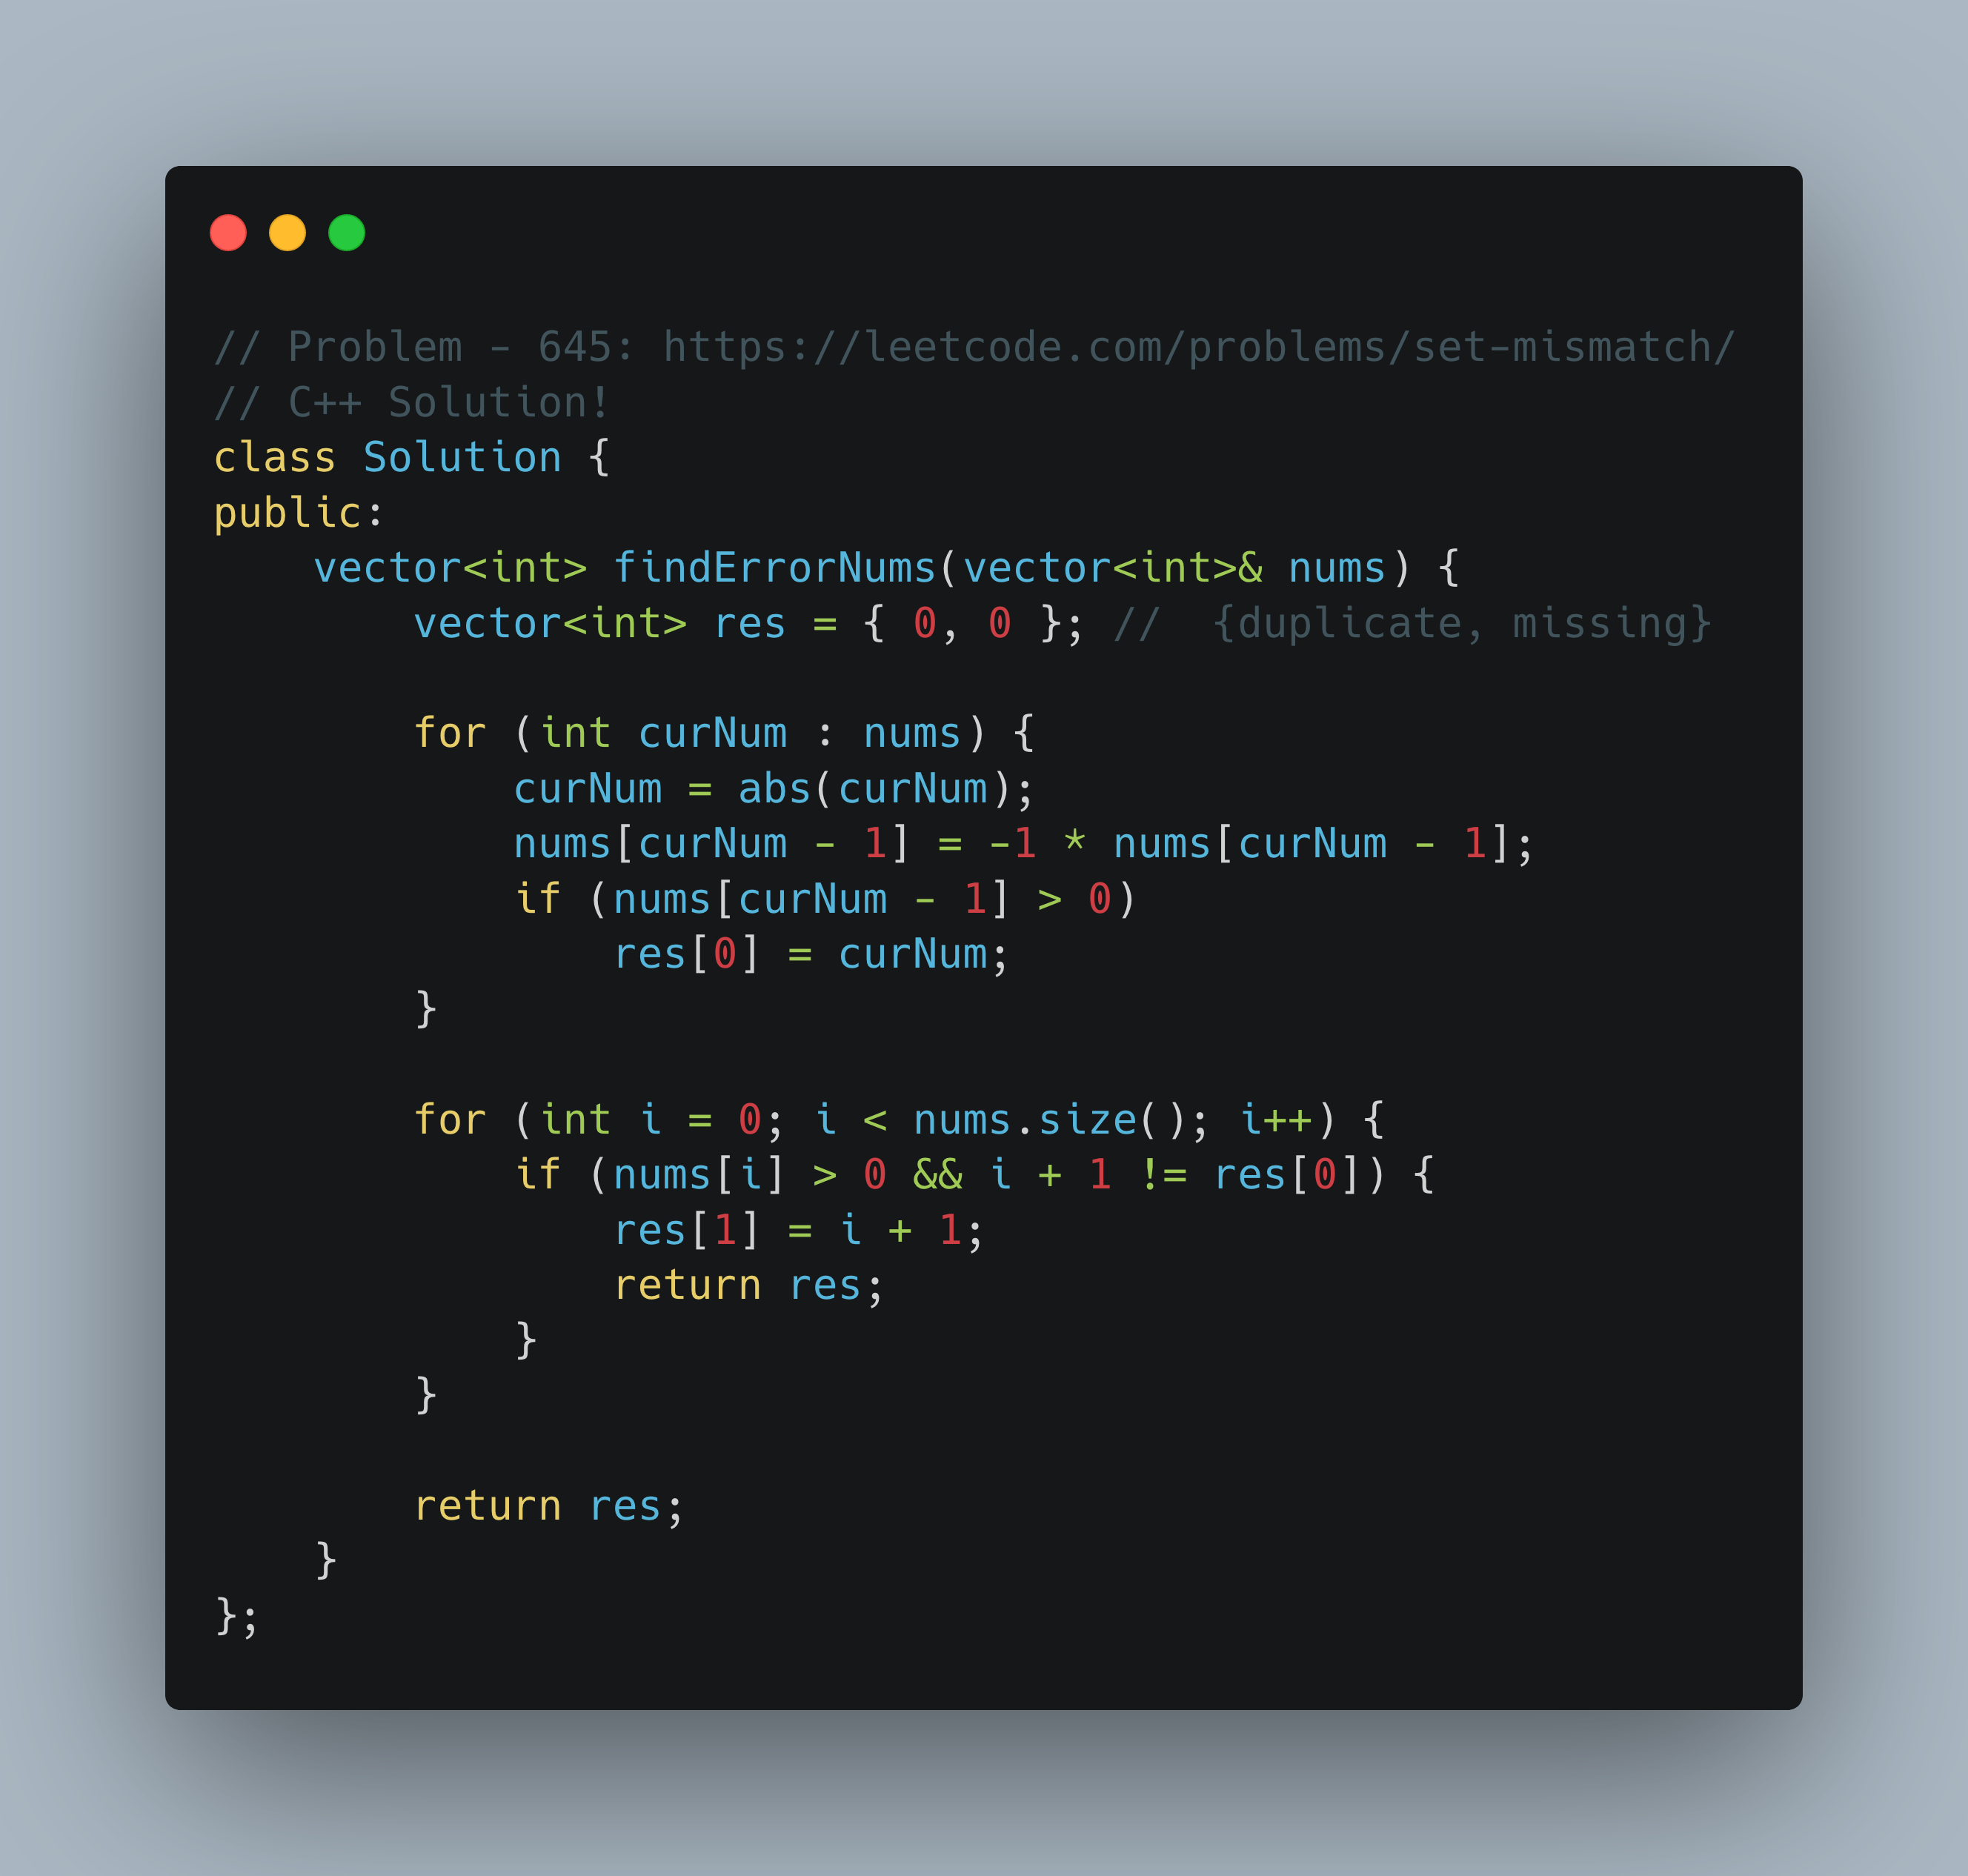 // Problem - 645: https://leetcode.com/problems/set-mismatch/
// C++ Solution!
class Solution {
public:
    vector<int> findErrorNums(vector<int>& nums) {
        vector<int> res = { 0, 0 }; //  {duplicate, missing}

        for (int curNum : nums) {
            curNum = abs(curNum);
            nums[curNum - 1] = -1 * nums[curNum - 1];
            if (nums[curNum - 1] > 0)
                res[0] = curNum;
        }

        for (int i = 0; i < nums.size(); i++) {
            if (nums[i] > 0 && i + 1 != res[0]) {
                res[1] = i + 1;
                return res;
            }
        }

        return res;
    }
};